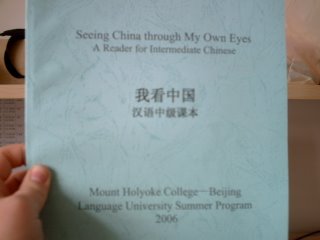 Seeing China through My Own Eyes
A Reader for Intermediate Chinese
我看中国
汉语中级课本
Mount Holyoke College—Beijing
Language University Summer Program
2006